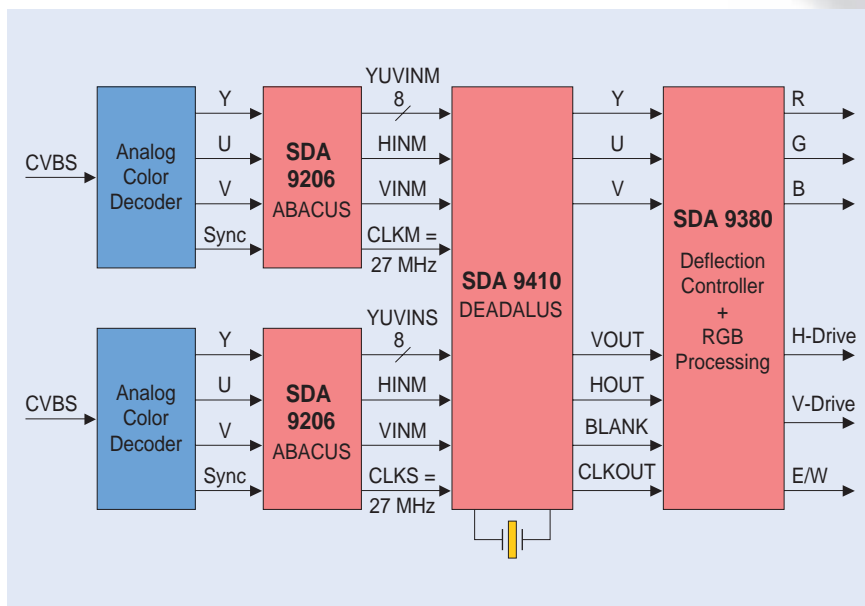 CVBS
Analog
Color
Decoder
Y
U
V
Sync
SDA
9206
ABACUS
YUVINM
8
HINM
VINM
CLKM =
27 MHz
CVBS
Analog
Color
Decoder
Y
U
V
Sync
SDA
9206
ABACUS
YUVINS
8
HINM
VINM
CLKS =
27 MHz
SDA 9410
DEADALUS
Y
U
V
VOUT
HOUT
BLANK
CLKOUT
SDA 9380
Deflection
Controller
+
RGB
Processing
R
G
B
H-Drive
V-Drive
E/W